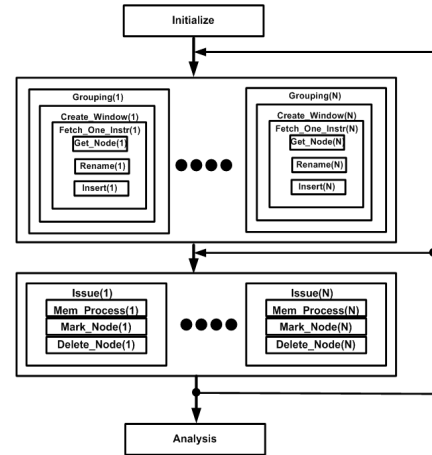 Initialize
Grouping(1)
Create_Window(1)
Fetch_One_Instr(1)
Get_Node(1)
Rename(1)
Insert(1)
Grouping(N)
Create_Window(N)
Fetch_One_Instr(N)
Get_Node(N)
Rename(N)
Insert(N)
Issue(1)
Mem_Process(1)
Mark_Node(1)
Delete_Node(1)
Issue(N)
Mem_Process(N)
Mark_Node(N)
Delete_Node(N)
Analysis